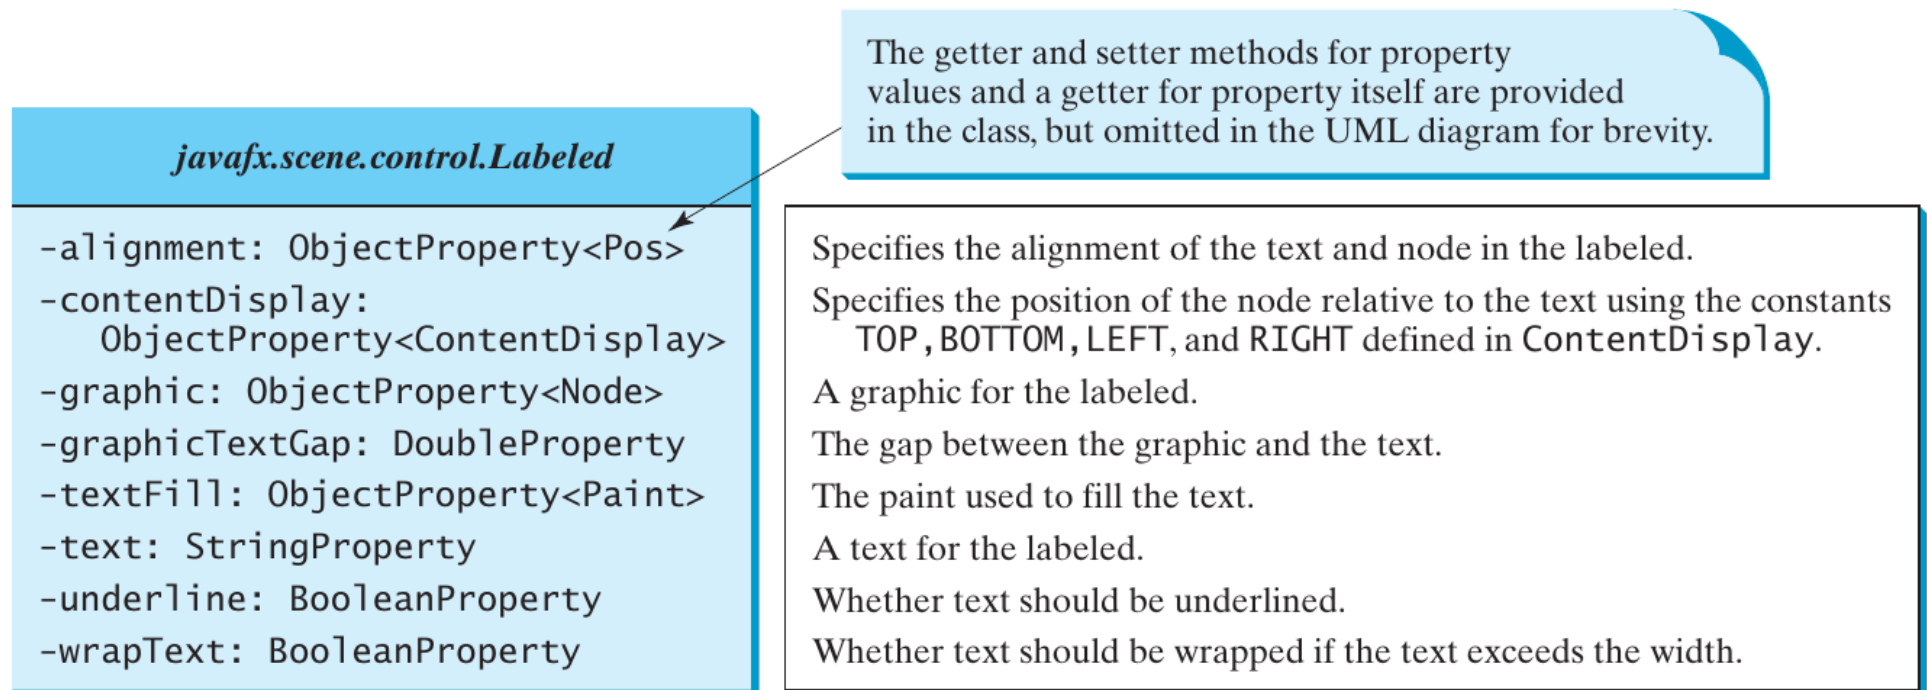 The getter and setter methods for property
values and a getter for property itself are provided
in the class, but omitted in the UML diagram for brevity.
javafx.scene.control.Labeled
-alignment: ObjectProperty<Pos>
Specifies the alignment of the text and node in the labeled.
-contentDisplay:
ObjectProperty<ContentDisplay>
Specifies the position of the node relative to the text using the constants
TOP,BOTTOM,LEFT, and RIGHT defined in ContentDisplay.
-graphic: ObjectProperty<Node>
A graphic for the labeled.
-graphicTextGap: DoubleProperty
The gap between the graphic and the text.
-textFill: ObjectProperty<Paint>
The paint used to fill the text.
-text: StringProperty
A text for the labeled.
-underline: BooleanProperty
Whether text should be underlined.
-wrapText: BooleanProperty
Whether text should be wrapped if the text exceeds the width.